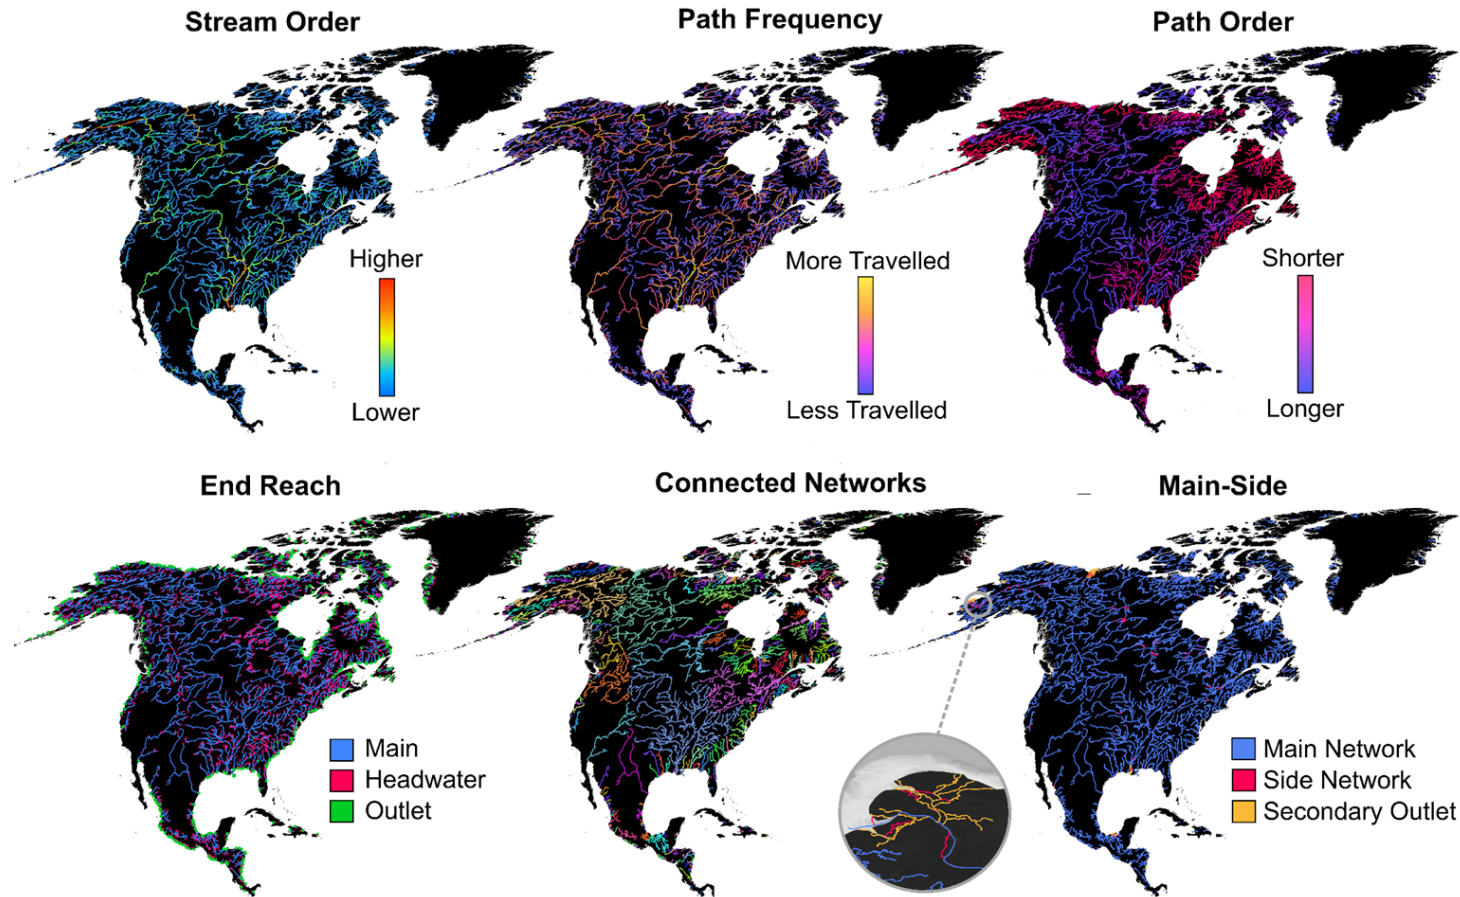 Stream Order
Path Frequency
Path Order
Higher
Lower
More Travelled
Less Travelled
Shorter
Longer
End Reach
Connected Networks
Main-Side
Main
Headwater
Outlet
Main Network
Side Network
Secondary Outlet